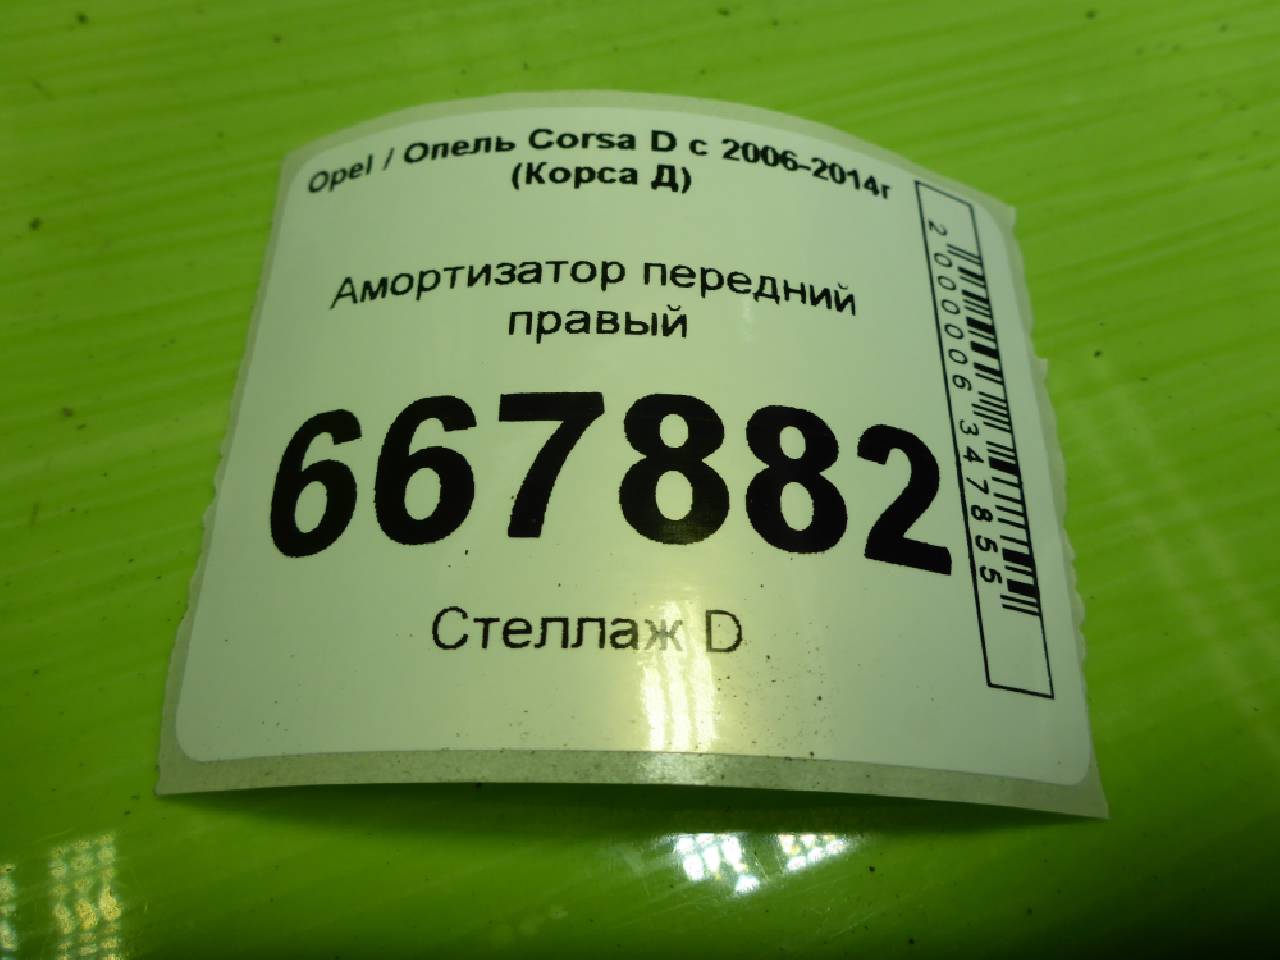 Opel / Опель Corsa D с 2006-2014г
(Корса Д)
Амортизатор передний
правый
667882
Стеллаж D
2000006347855